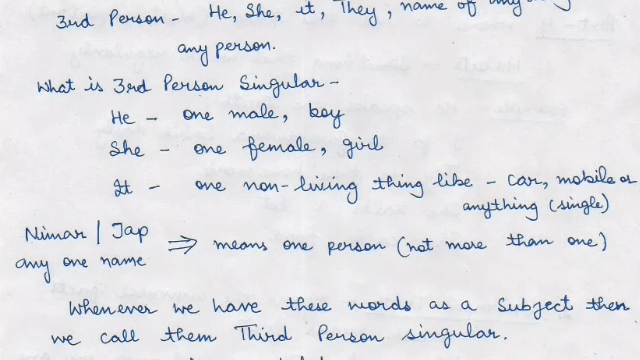 3rd Person - He, She, it, They, name of any
any person.
What is 3rd Person Singular -
He - one male, boy
She - one female, girl
It - one non-living thing like - car, mobile or
anything (single)
Nimar | Jap
any one name ⇒ means one person (not more than one)
Whenever we have these words as a Subject then
we call them Third Person singular.